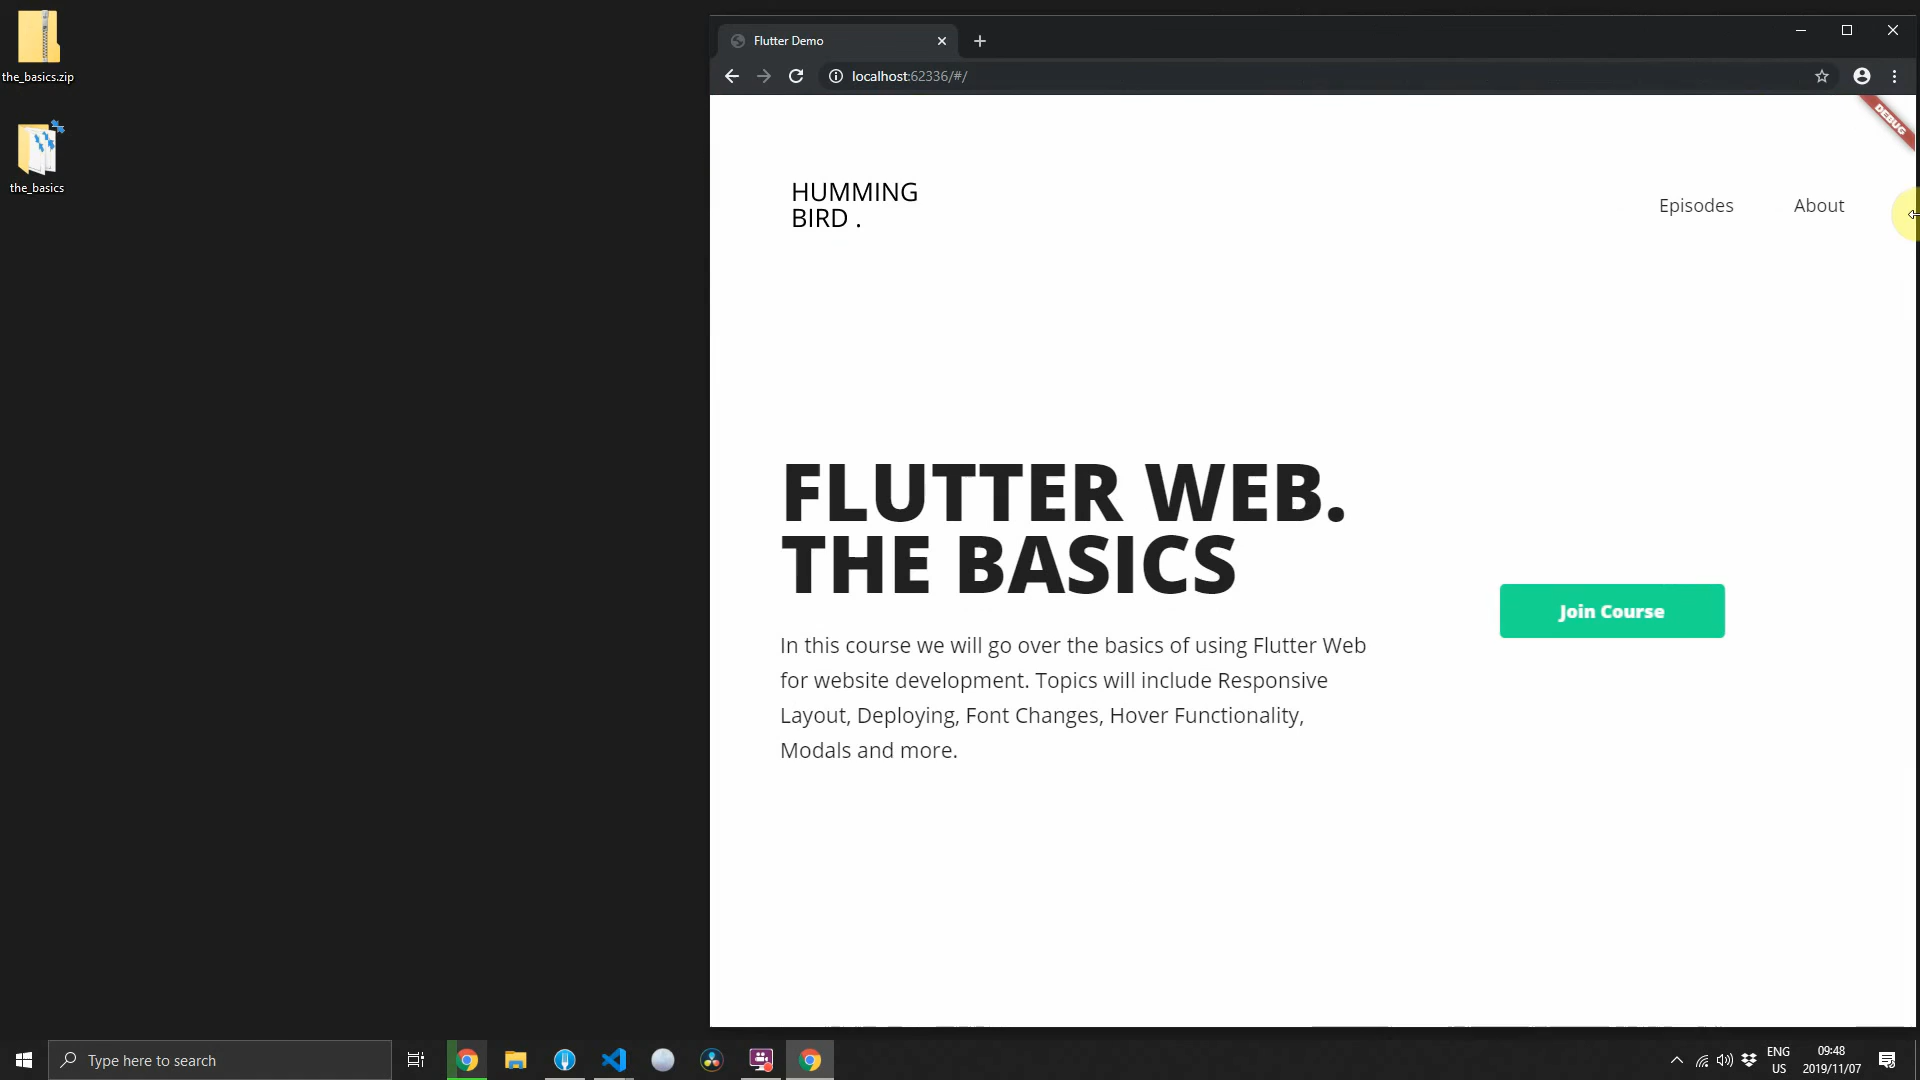 the_basics.zip
the_basics
Flutter Demo
localhost:62336/#/
DEBUG
HUMMING
BIRD .
Episodes
About
FLUTTER WEB.
THE BASICS
In this course we will go over the basics of using Flutter Web
for website development. Topics will include Responsive
Layout, Deploying, Font Changes, Hover Functionality,
Modals and more.
Join Course
Type here to search
ENG
US
09:48
2019/11/07